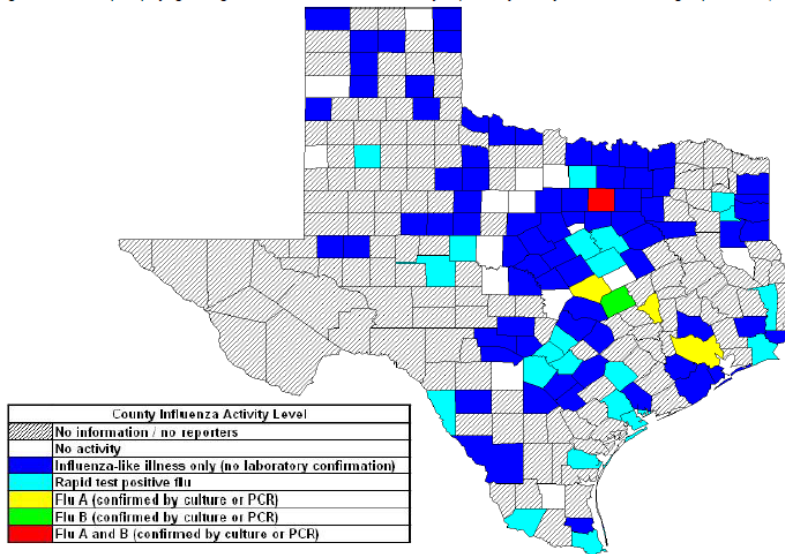 County Influenza Activity Level
No information / no reporters
No activity
Influenza-like illness only (no laboratory confirmation)
Rapid test positive flu
Flu A (confirmed by culture or PCR)
Flu B (confirmed by culture or PCR)
Flu A and B (confirmed by culture or PCR)